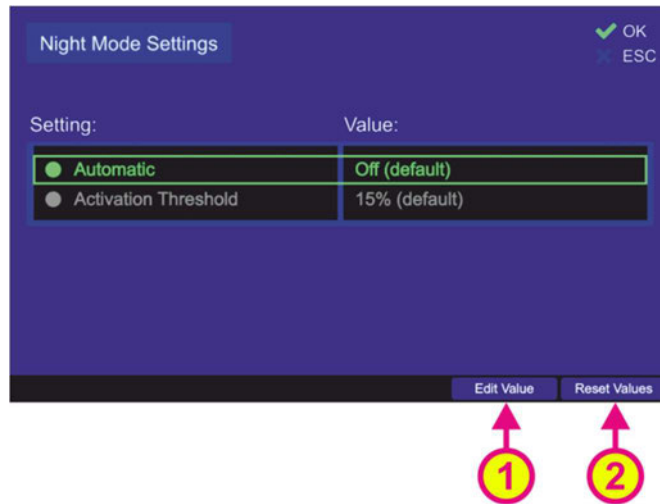 Night Mode Settings
OK
ESC
Setting: Value:
Automatic Off (default)
Activation Threshold 15% (default)
Edit Value Reset Values
1 2